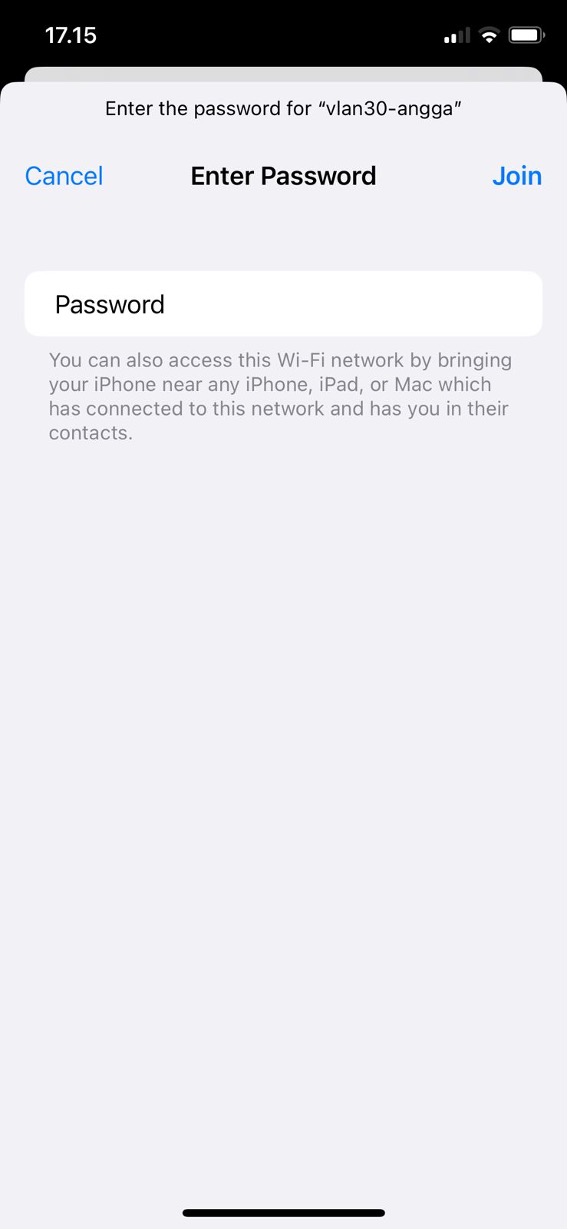 17.15
Enter the password for “vlan30-angga”
Cancel
Enter Password
Join
Password
You can also access this Wi-Fi network by bringing
your iPhone near any iPhone, iPad, or Mac which
has connected to this network and has you in their
contacts.